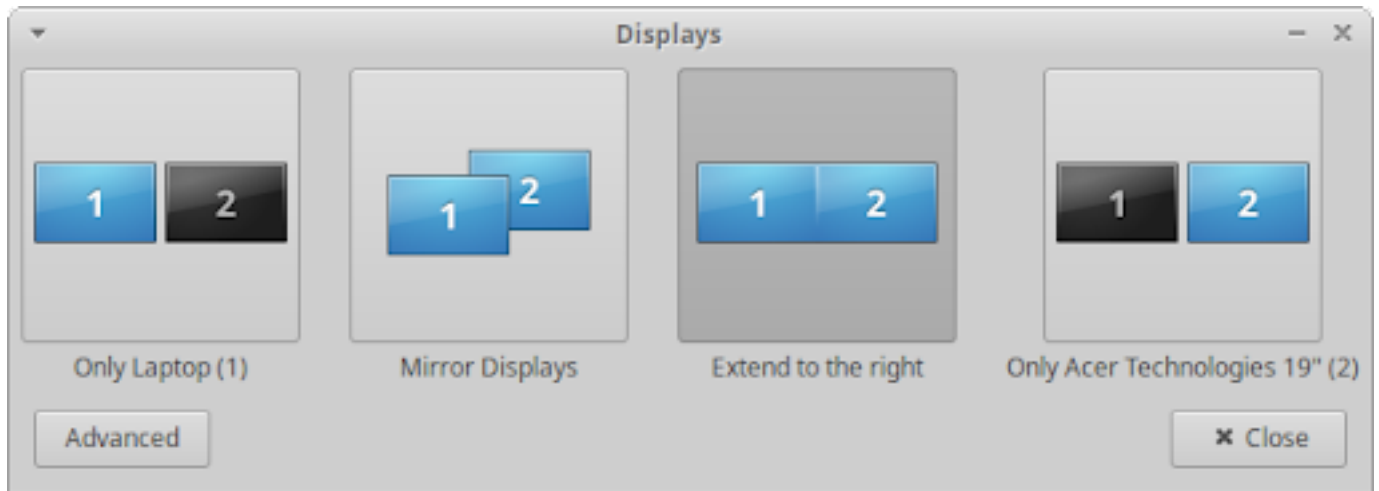 Displays
1 2
1 2
1 2
1 2
Only Laptop (1)
Mirror Displays
Extend to the right
Only Acer Technologies 19" (2)
Advanced
Close